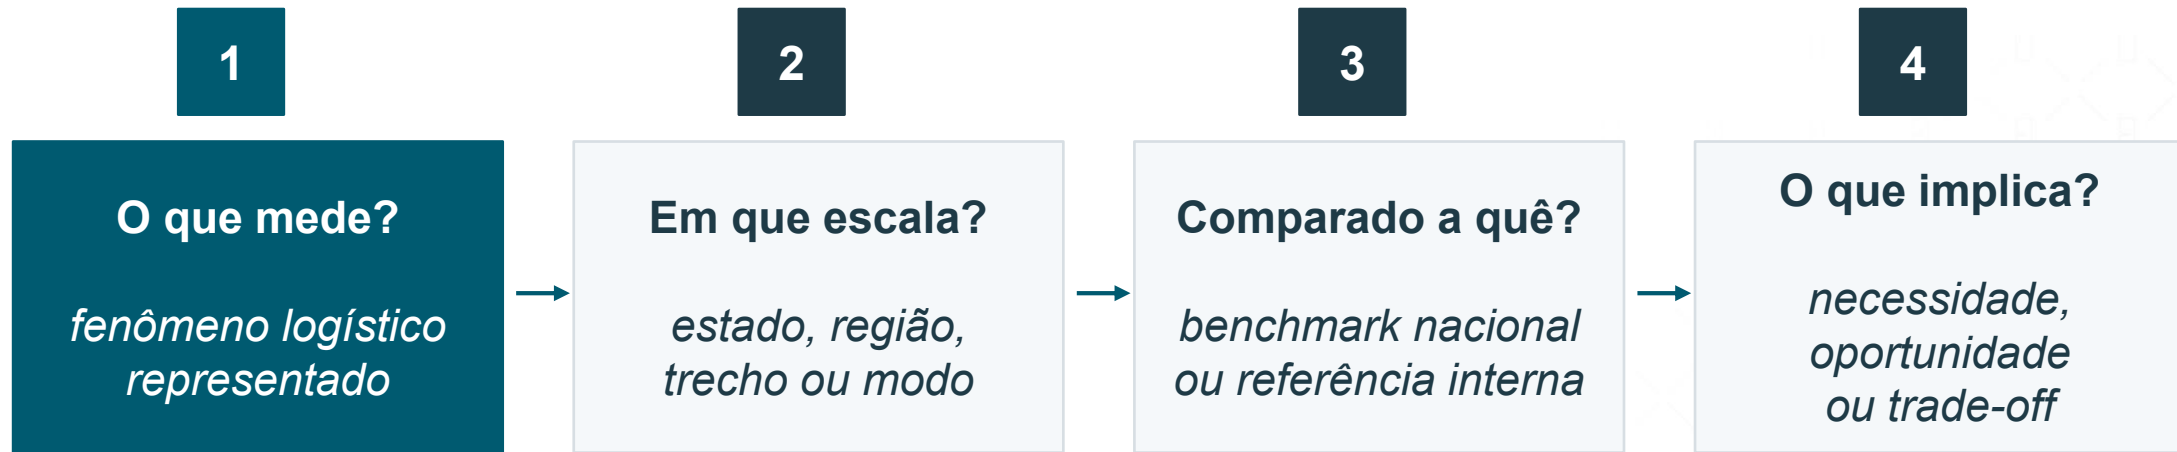 1
O que mede?
fenômeno logístico
representado
2
Em que escala?
estado, região,
trecho ou modo
3
Comparado a quê?
benchmark nacional
ou referência interna
4
O que implica?
necessidade,
oportunidade
ou trade-off